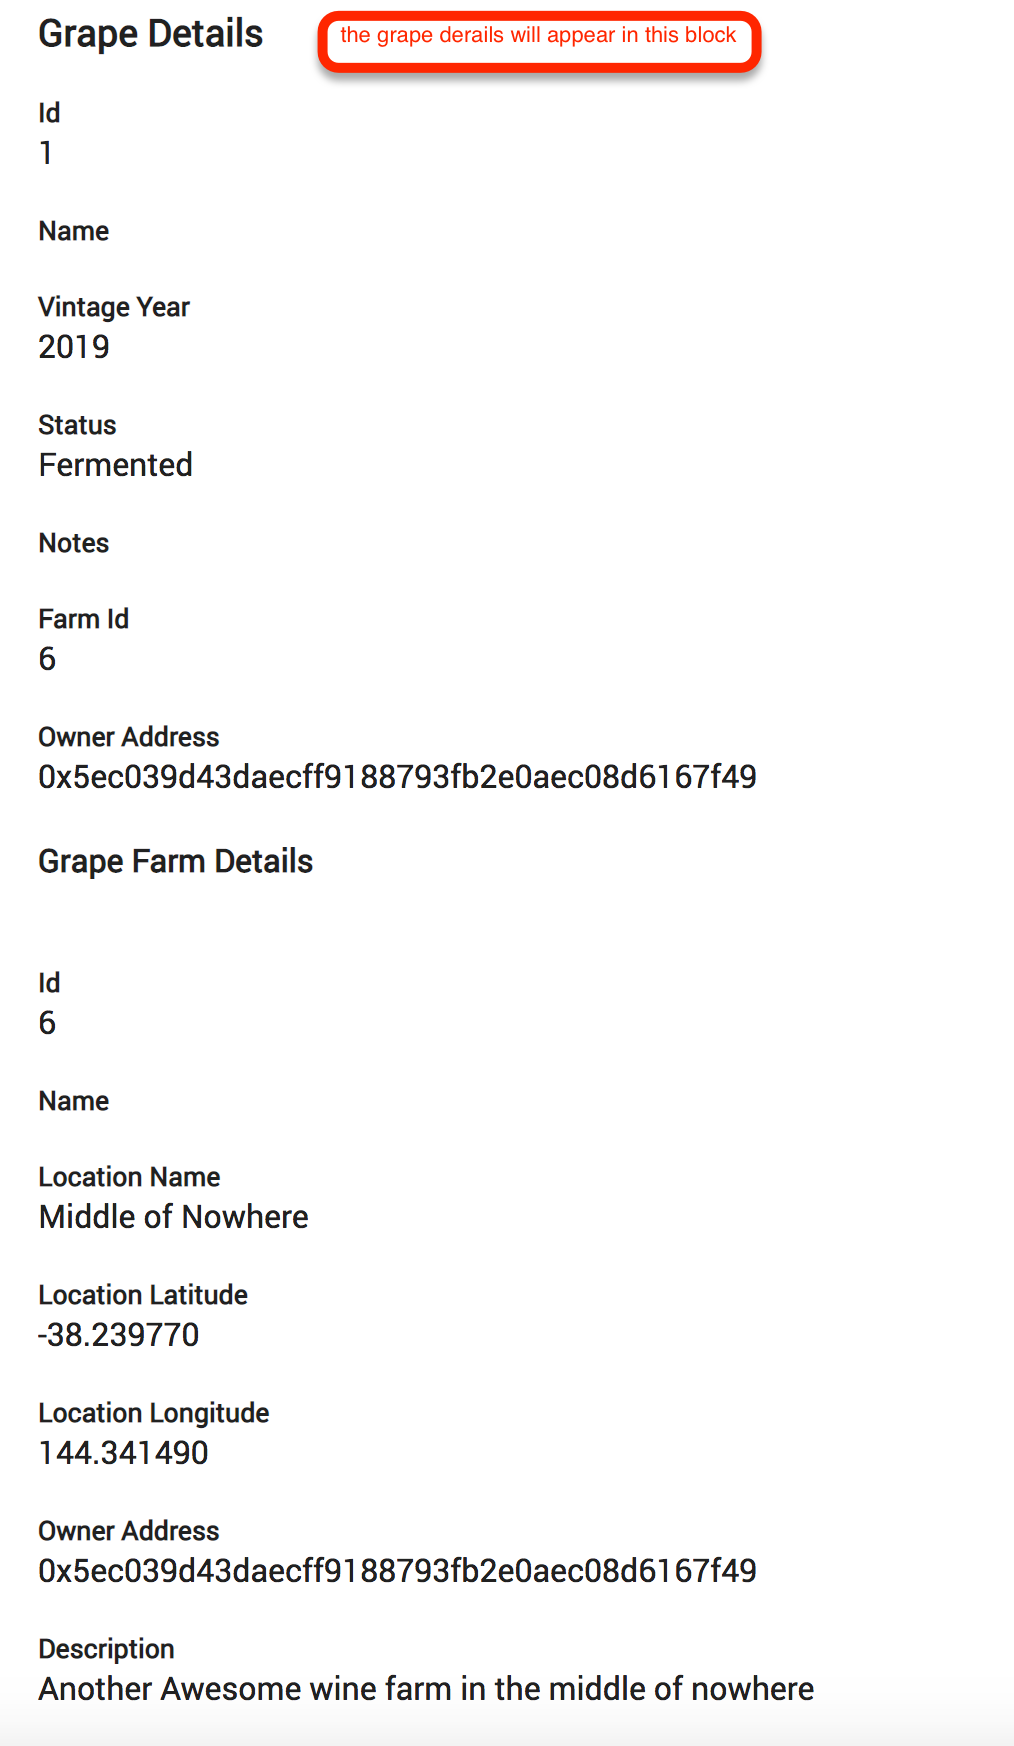 Grape Details
the grape derails will appear in this block
Id
1
Name
Vintage Year
2019
Status
Fermented
Notes
Farm Id
6
Owner Address
0x5ec039d43daecff9188793fb2e0aec08d6167f49
Grape Farm Details
Id
6
Name
Location Name
Middle of Nowhere
Location Latitude
-38.239770
Location Longitude
144.341490
Owner Address
0x5ec039d43daecff9188793fb2e0aec08d6167f49
Description
Another Awesome wine farm in the middle of nowhere